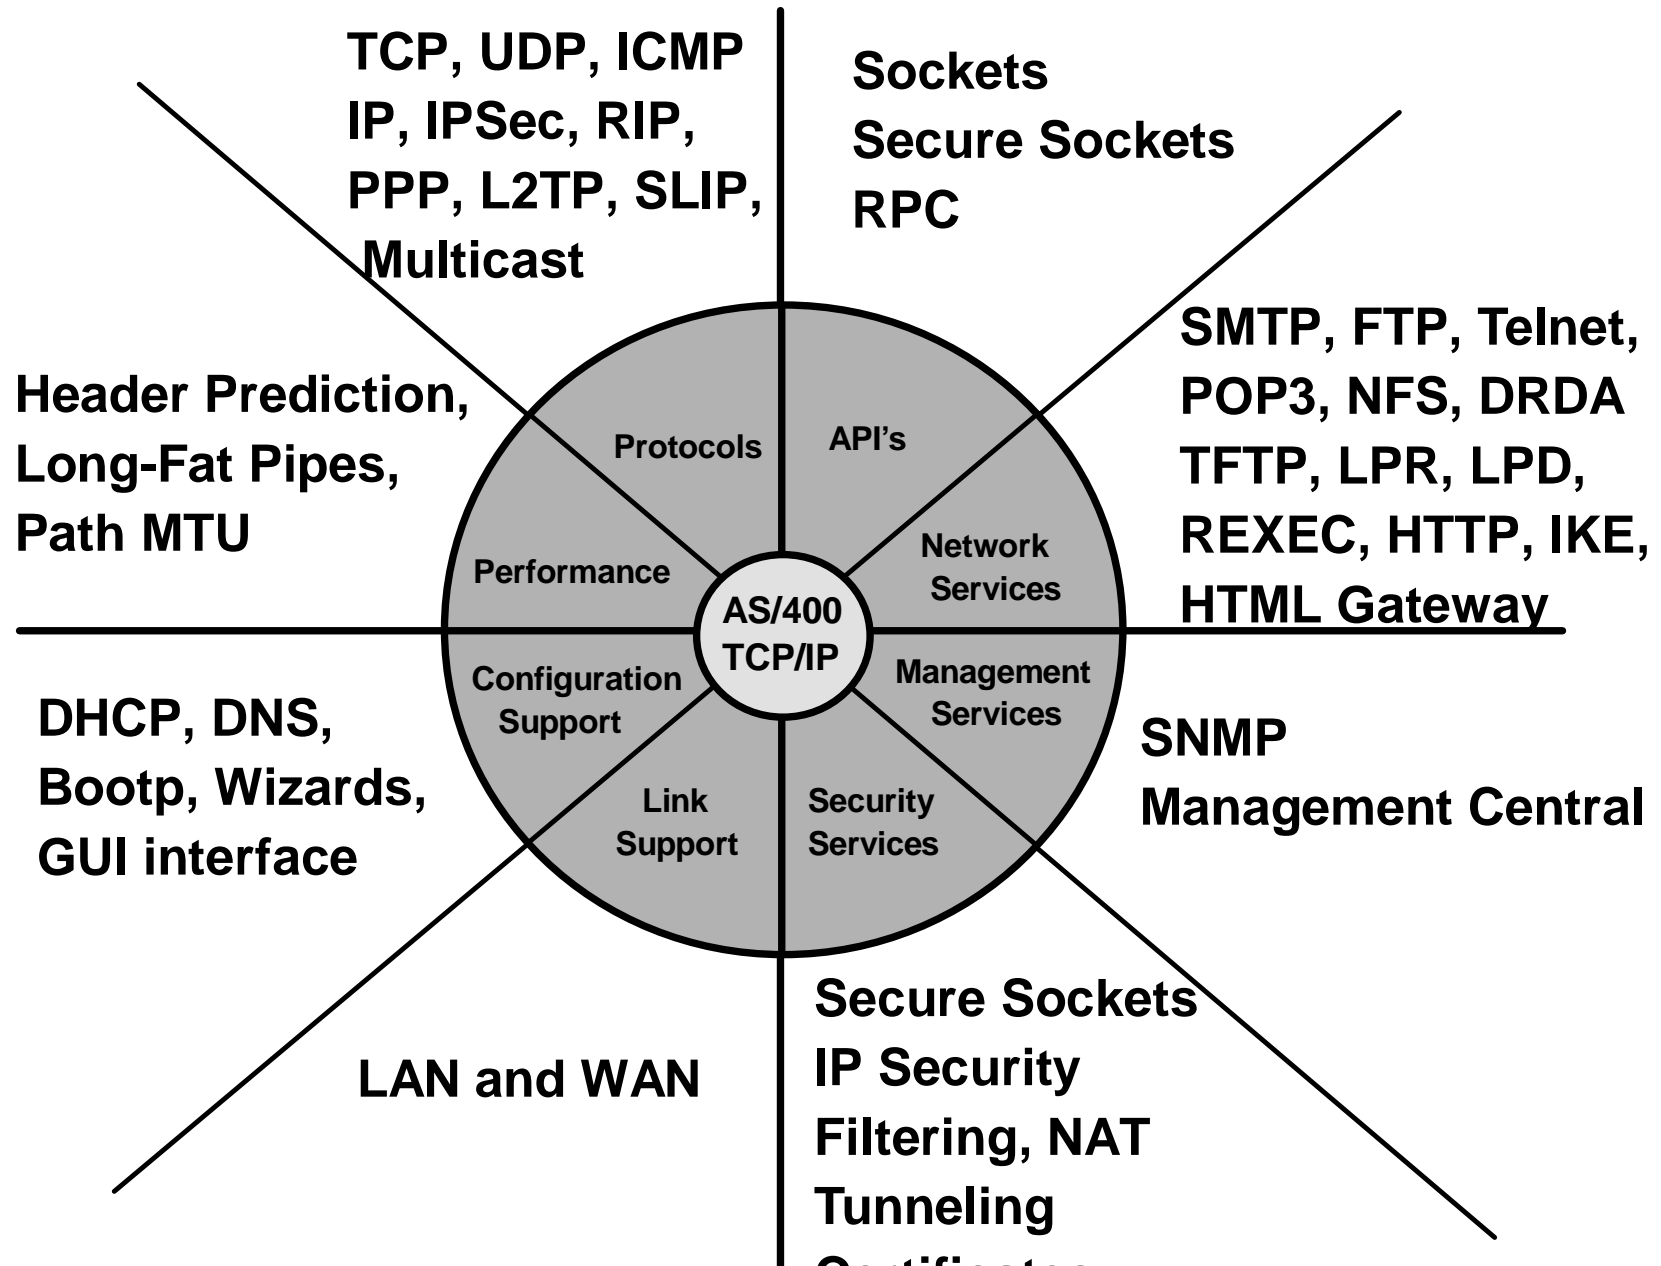 TCP, UDP, ICMP
IP, IPSec, RIP,
PPP, L2TP, SLIP,
Multicast
Sockets
Secure Sockets
RPC
SMTP, FTP, Telnet,
POP3, NFS, DRDA
TFTP, LPR, LPD,
REXEC, HTTP, IKE,
HTML Gateway
Header Prediction,
Long-Fat Pipes,
Path MTU
Protocols
API's
Performance
Network
Services
AS/400
TCP/IP
Configuration
Support
Management
Services
Link
Support
Security
Services
DHCP, DNS,
Bootp, Wizards,
GUI interface
SNMP
Management Central
LAN and WAN
Secure Sockets
IP Security
Filtering, NAT
Tunneling
Certificates